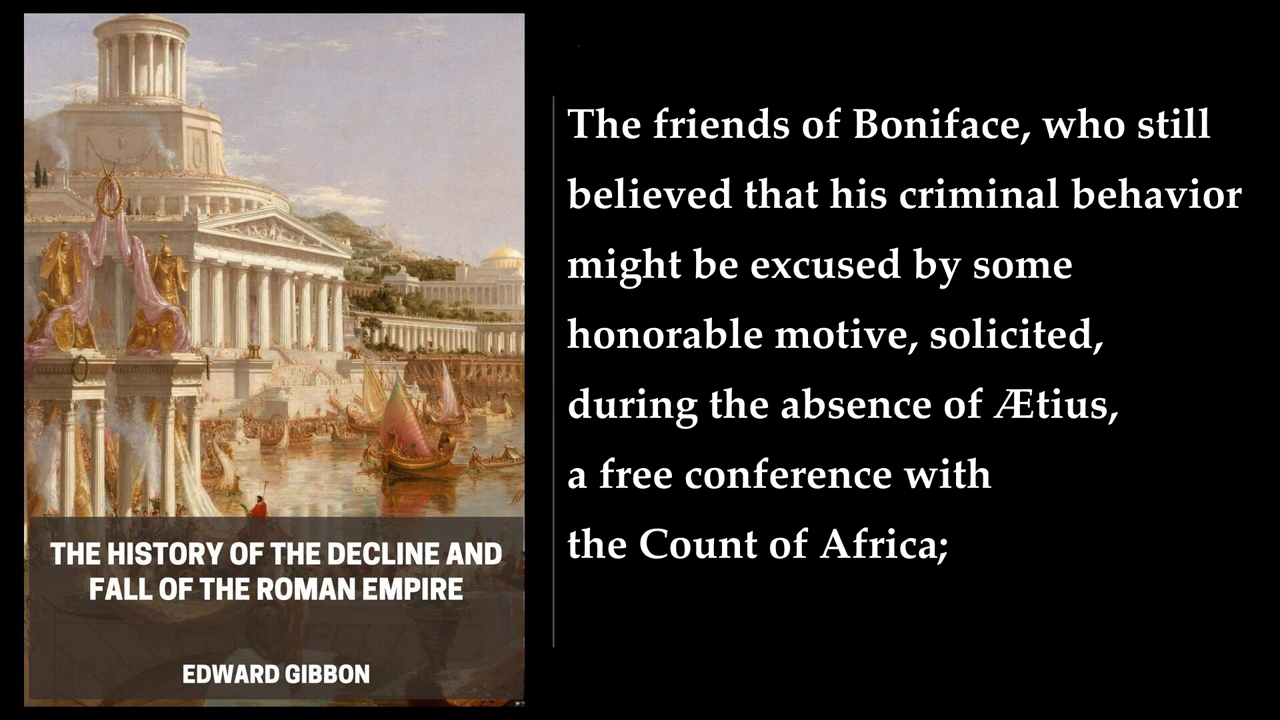 THE HISTORY OF THE DECLINE AND
FALL OF THE ROMAN EMPIRE
EDWARD GIBBON
The friends of Boniface, who still
believed that his criminal behavior
might be excused by some
honorable motive, solicited,
during the absence of Ætius,
a free conference with
the Count of Africa;